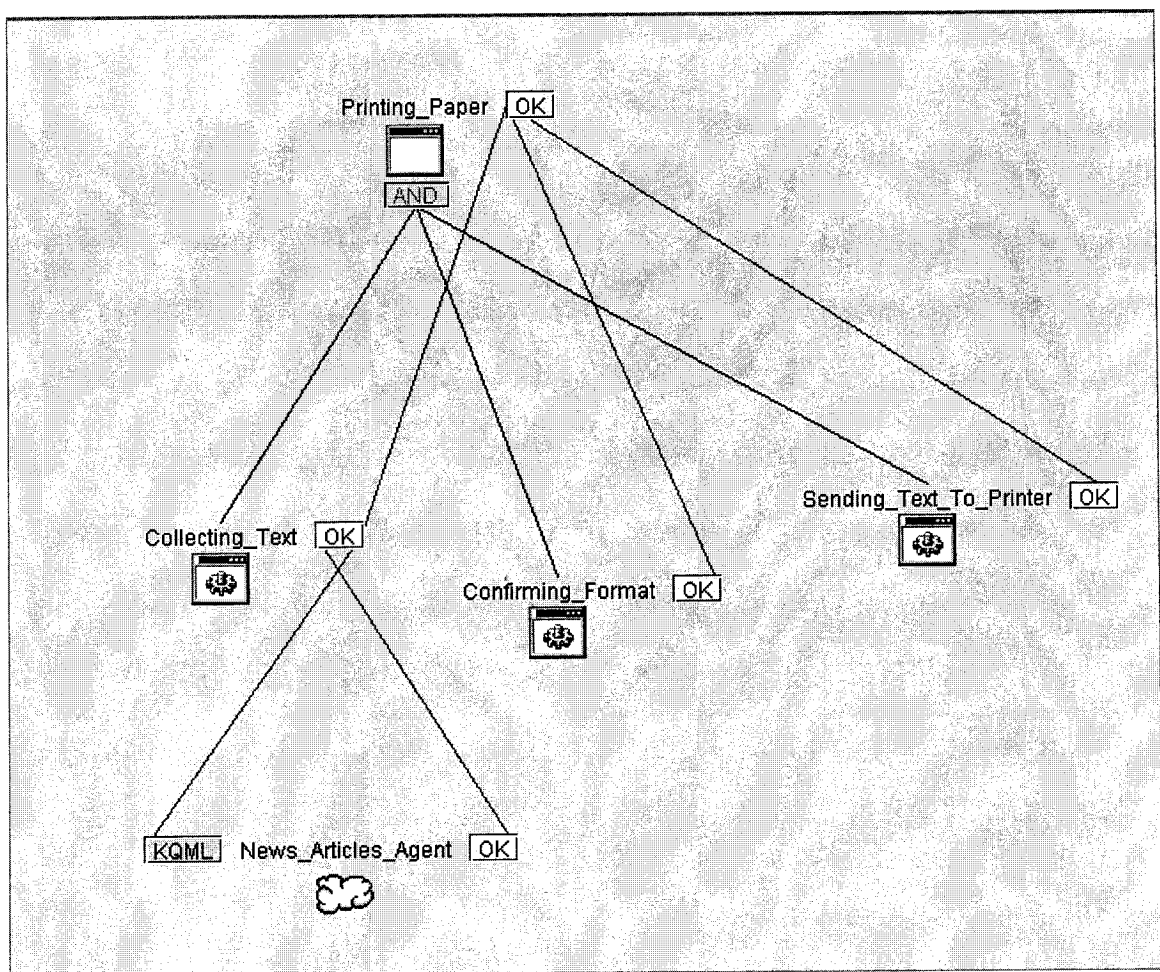 Printing_Paper OK
AND
Sending_Text_To_Printer OK
Collecting_Text OK
Confirming_Format OK
KQML News_Articles_Agent OK